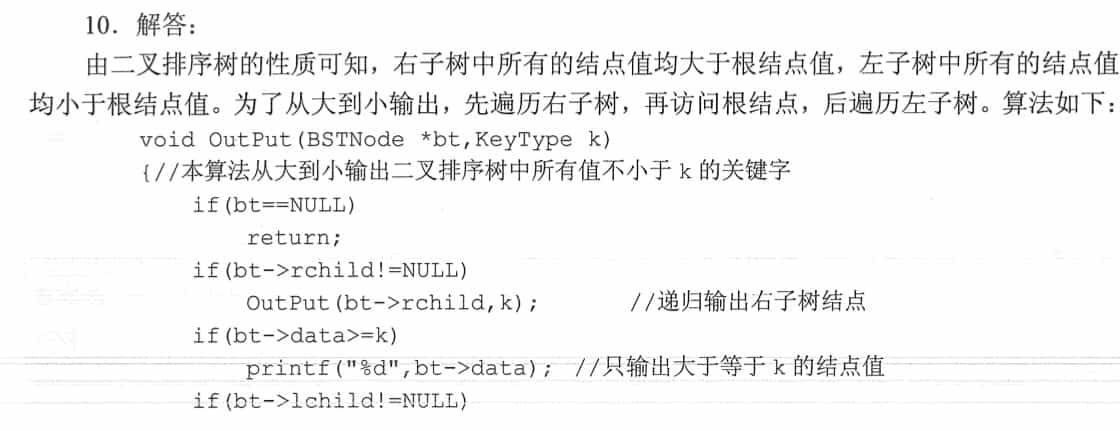 10．解答：
由二叉排序树的性质可知，右子树中所有的结点值均大于根结点值，左子树中所有的结点值
均小于根结点值。为了从大到小输出，先遍历右子树，再访问根结点，后遍历左子树。算法如下：
void OutPut(BSTNode *bt,KeyType k)
{//本算法从大到小输出二叉排序树中所有值不小于 k 的关键字
if(bt==NULL)
return;
if(bt->rchild!=NULL)
OutPut(bt->rchild,k); //递归输出右子树结点
if(bt->data>=k)
printf("%d",bt->data); //只输出大于等于 k 的结点值
if(bt->lchild!=NULL)